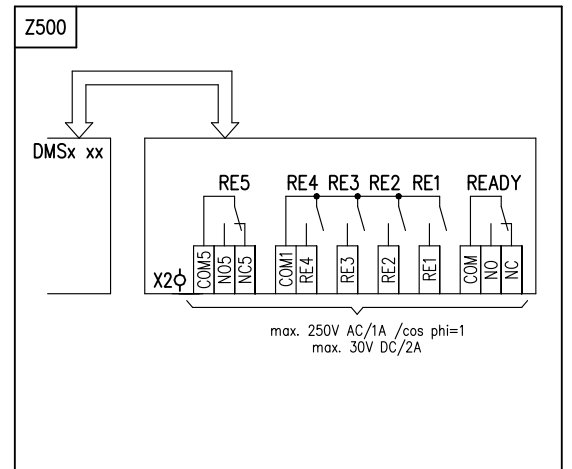 Z500
DMSx xx
RE5 RE4 RE3 RE2 RE1 READY
X2
COM5 NO5 NC5 COM1 RE4 RE3 RE2 RE1 COM NO NC
max. 250V AC/1A /cos phi=1
max. 30V DC/2A